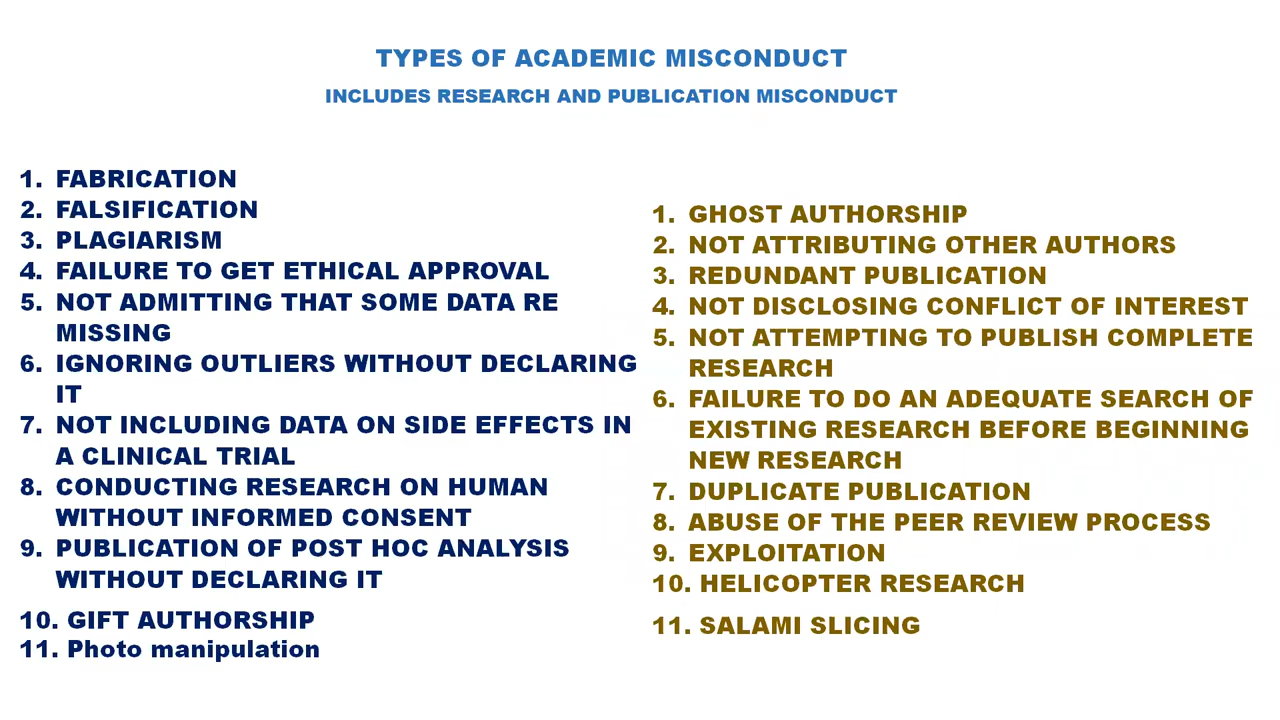 TYPES OF ACADEMIC MISCONDUCT
INCLUDES RESEARCH AND PUBLICATION MISCONDUCT
1. FABRICATION
2. FALSIFICATION
3. PLAGIARISM
4. FAILURE TO GET ETHICAL APPROVAL
5. NOT ADMITTING THAT SOME DATA RE
MISSING
6. IGNORING OUTLIERS WITHOUT DECLARING
IT
7. NOT INCLUDING DATA ON SIDE EFFECTS IN
A CLINICAL TRIAL
8. CONDUCTING RESEARCH ON HUMAN
WITHOUT INFORMED CONSENT
9. PUBLICATION OF POST HOC ANALYSIS
WITHOUT DECLARING IT
10. GIFT AUTHORSHIP
11. Photo manipulation
1. GHOST AUTHORSHIP
2. NOT ATTRIBUTING OTHER AUTHORS
3. REDUNDANT PUBLICATION
4. NOT DISCLOSING CONFLICT OF INTEREST
5. NOT ATTEMPTING TO PUBLISH COMPLETE
RESEARCH
6. FAILURE TO DO AN ADEQUATE SEARCH OF
EXISTING RESEARCH BEFORE BEGINNING
NEW RESEARCH
7. DUPLICATE PUBLICATION
8. ABUSE OF THE PEER REVIEW PROCESS
9. EXPLOITATION
10. HELICOPTER RESEARCH
11. SALAMI SLICING